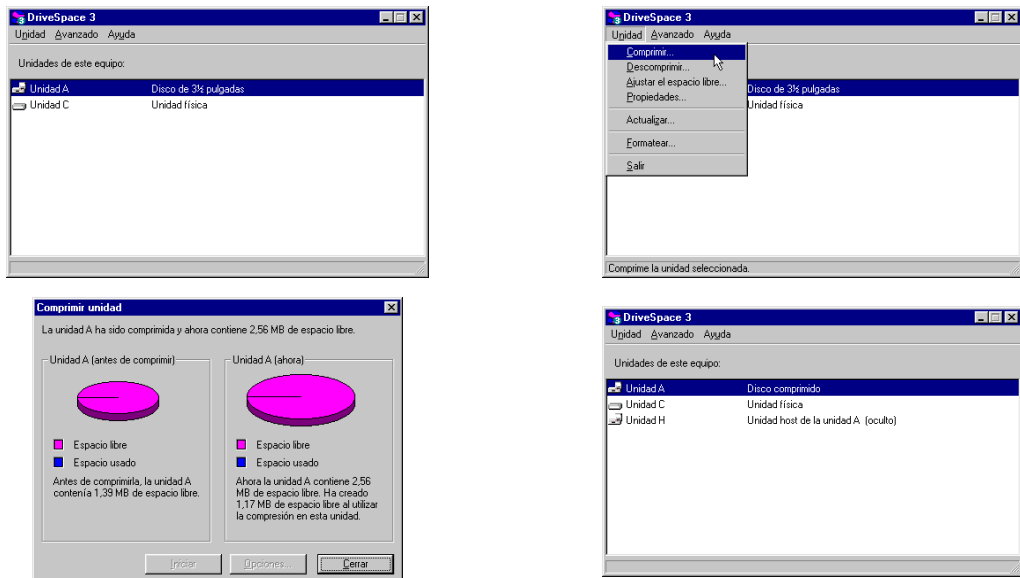 DriveSpace 3
Unidad Avanzado Ayuda
Unidades de este equipo:
Unidad A Disco de 3½ pulgadas
Unidad C Unidad física
DriveSpace 3
Unidad Avanzado Ayuda
Comprimir...
Descomprimir...
Ajustar el espacio libre...
Propiedades...
Actualizar...
Formatear...
Salir
Disco de 3½ pulgadas
Unidad física
Comprime la unidad seleccionada.
Comprimir unidad
La unidad A ha sido comprimida y ahora contiene 2,56 MB de espacio libre.
Unidad A (antes de comprimir)
Espacio libre
Espacio usado
Antes de comprimirla, la unidad A
contenía 1,39 MB de espacio libre.
Unidad A (ahora)
Espacio libre
Espacio usado
Ahora la unidad A contiene 2,56
MB de espacio libre. Ha creado
1,17 MB de espacio libre al utilizar
la compresión en esta unidad.
Iniciar Opciones... Cerrar
DriveSpace 3
Unidad Avanzado Ayuda
Unidades de este equipo:
Unidad A Disco comprimido
Unidad C Unidad física
Unidad H Unidad host de la unidad A (oculto)